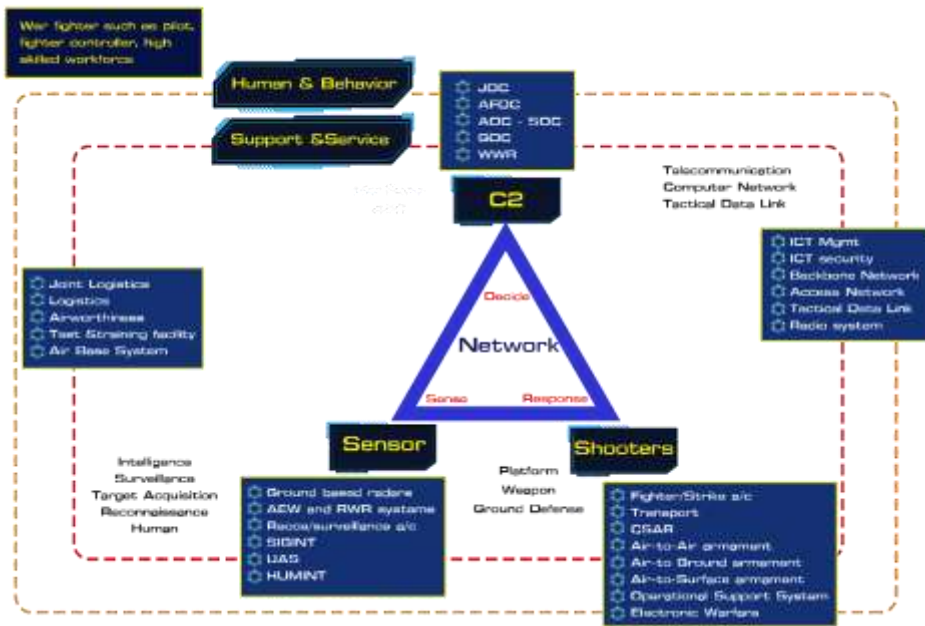 War fighter such as pilot,
fighter controller, high
skilled workforce
Human & Behavior
Support &Service
JOC
AFOC
AOC - SOC
WWR
C2
Telecommunication
Computer Network
Tactical Data Link
ICT Mgmt
ICT security
Backbone Network
Access Network
Tactical Data Link
Radio system
Joint Logistics
Logistics
Airworthiness
Test &training facility
Air Base System
Decide
Network
Sense
Response
Sensor
Shooters
Intelligence
Surveillance
Target Acquisition
Reconnaissance
Human
Ground based radars
AEW and RWR systems
Recce/surveillance a/c
SIGINT
UAS
HUMINT
Platform
Weapon
Ground Defense
Fighter/Strike a/c
Transport
CSAR
Air-to-Air armament
Air-to Ground armament
Air-to-Surface armament
Operational Support System
Electronic Warfare